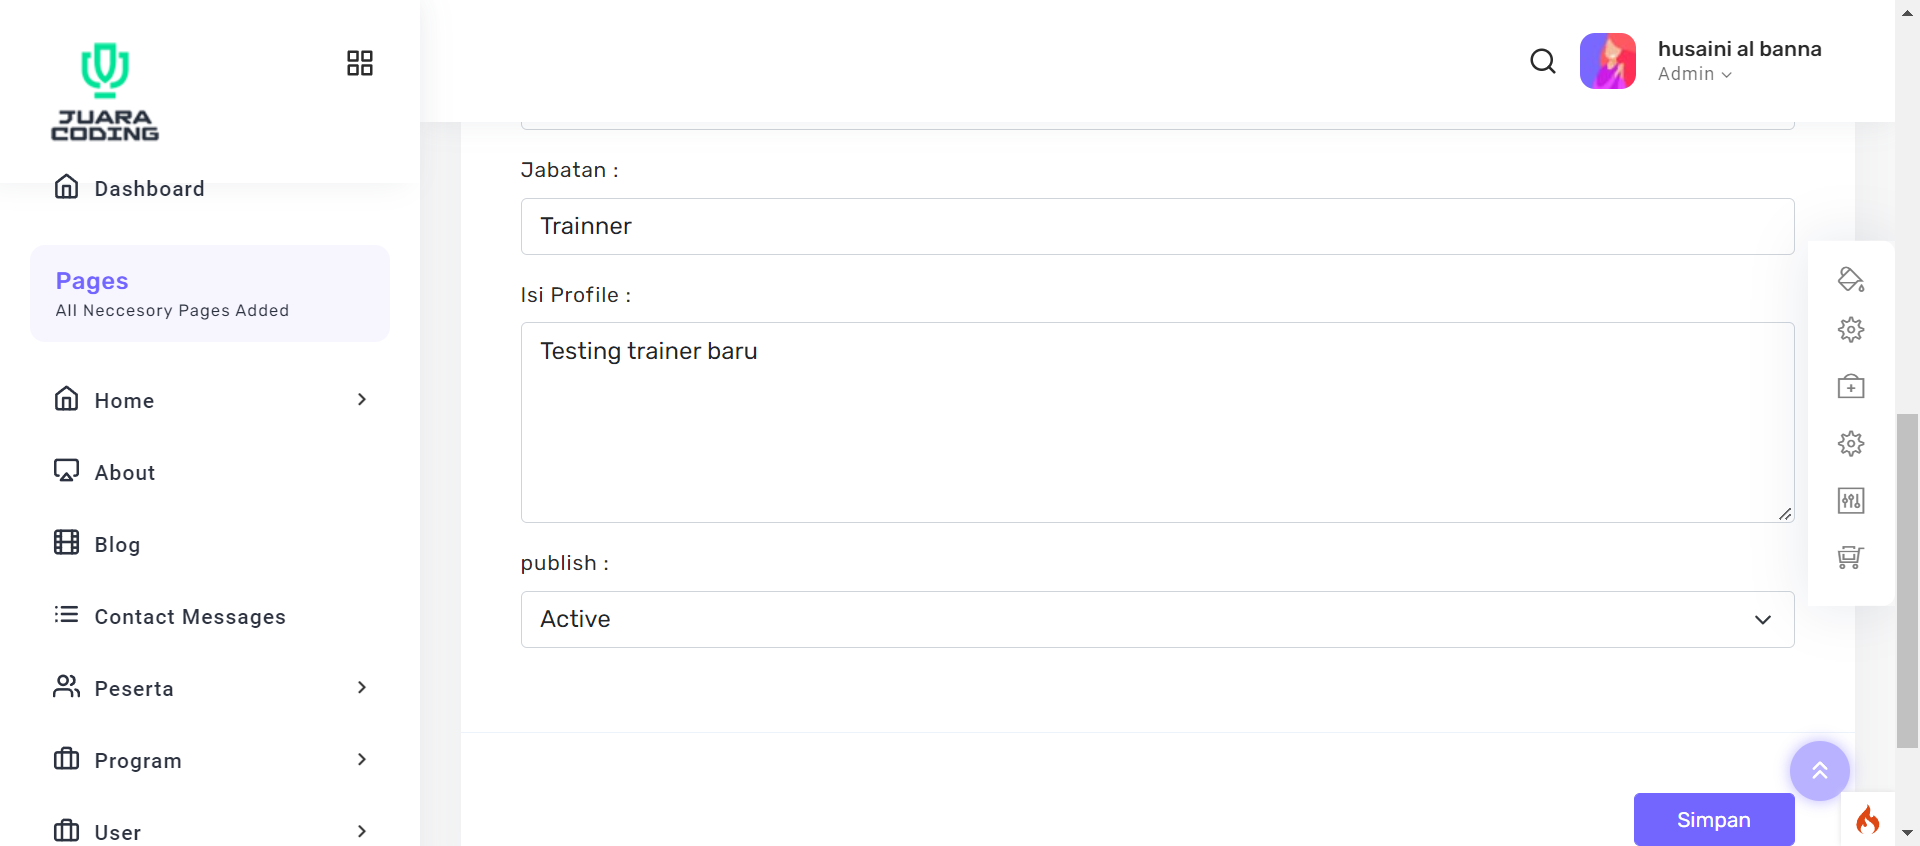 JUARA
CODING
husaini al banna
Admin
Dashboard
Pages
All Neccesory Pages Added
Home
About
Blog
Contact Messages
Peserta
Program
User
Jabatan :
Trainner
Isi Profile :
Testing trainer baru
publish :
Active
Simpan